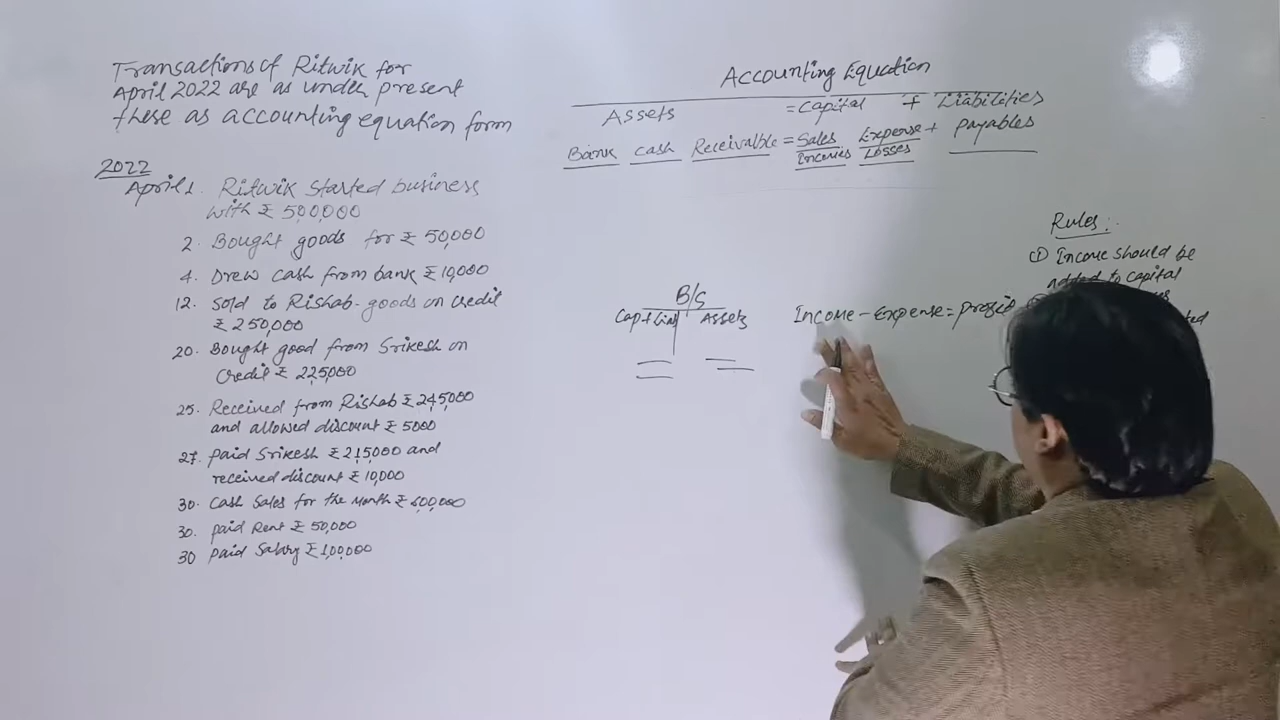 Transactions of Ritwik for
April 2022 are as under present
these as accounting equation form
2022
April 1. Ritwik started business
with ₹ 500,000
2. Bought goods for ₹ 50,000
4. Drew cash from bank ₹ 10,000
12. Sold to Rishab-goods on credit
₹ 250,000
20. Bought good from Srikesh on
credit ₹ 225,000
25. Received from Rishab ₹ 245,000
and allowed discount ₹ 5000
27. paid Srikesh ₹ 215,000 and
received discount ₹ 10,000
30. Cash Sales for the Month ₹ 600,000
30. paid Rent ₹ 50,000
30 paid Salary ₹ 100,000
Accounting Equation
Assets = Capital + Liabilities
Bank cash Receivable = Sales Expense + payables
Incomes Losses
B/S
Cap + Liab Assets
Income - Expense = profit
Rules :-
① Income should be
added to capital